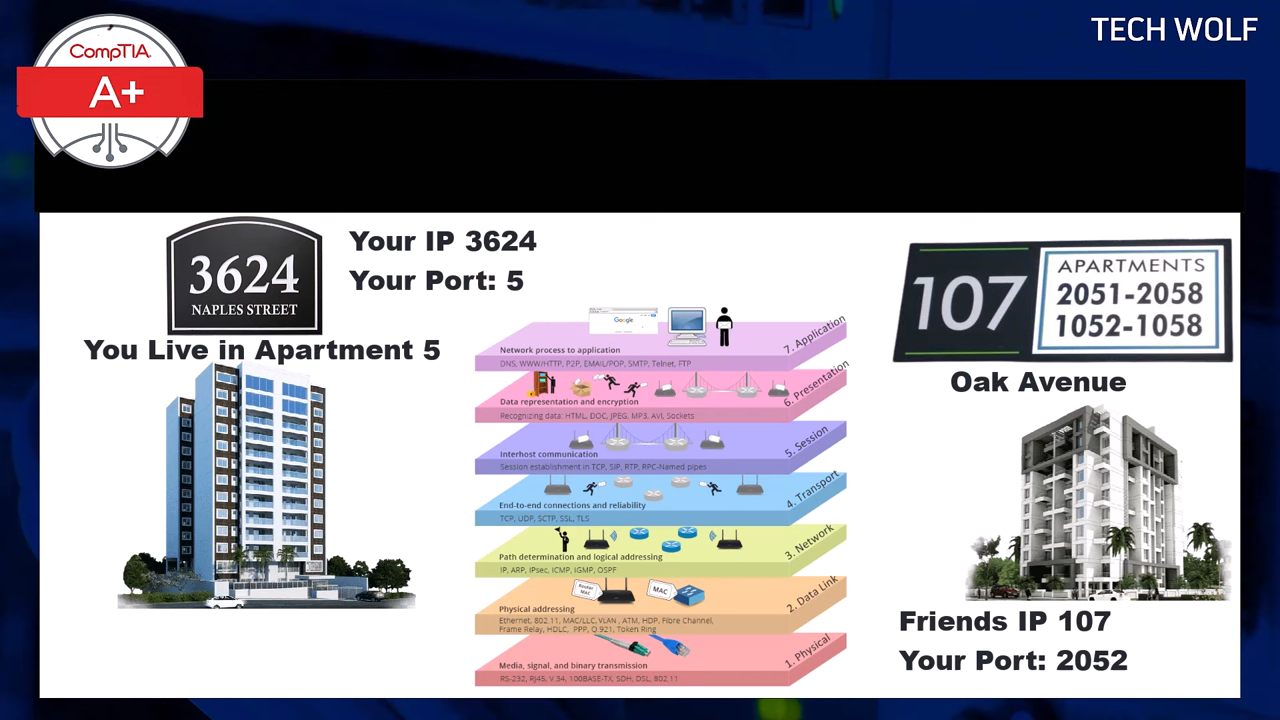 CompTIA
A+
TECH WOLF
3624
NAPLES STREET
You Live in Apartment 5
Your IP 3624
Your Port: 5
Google
Network process to application
DNS, WWW/HTTP, P2P, EMAIL/POP, SMTP, Telnet, FTP
7. Application
Data representation and encryption
Recognizing data: HTML, DOC, JPEG, MP3, AVI, Sockets
6. Presentation
Interhost communication
Session establishment in TCP, SIP, RTP, RPC-Named pipes
5. Session
End-to-end connections and reliability
TCP, UDP, SCTP, SSL, TLS
4. Transport
Path determination and logical addressing
IP, ARP, IPsec, ICMP, IGMP, OSPF
3. Network
MAC
Physical addressing
Ethernet, 802.11, MAC/LLC, VLAN, ATM, HDP, Fibre Channel,
Frame Relay, HDLC, PPP, Q.921, Token Ring
2. Data Link
Media, signal, and binary transmission
RS-232, RJ45, V.34, 100BASE-TX, SDH, DSL, 802.11
1. Physical
107
APARTMENTS
2051-2058
1052-1058
Oak Avenue
Friends IP 107
Your Port: 2052